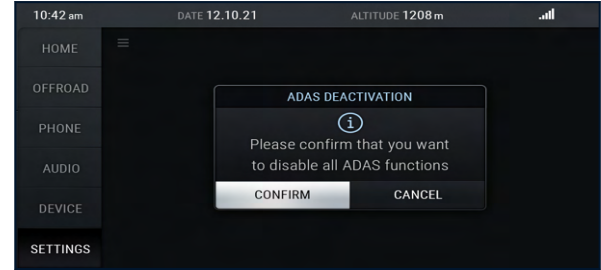 10:42 am DATE 12.10.21 ALTITUDE 1208 m
HOME
OFFROAD
PHONE
AUDIO
DEVICE
SETTINGS
ADAS DEACTIVATION
Please confirm that you want
to disable all ADAS functions
CONFIRM CANCEL